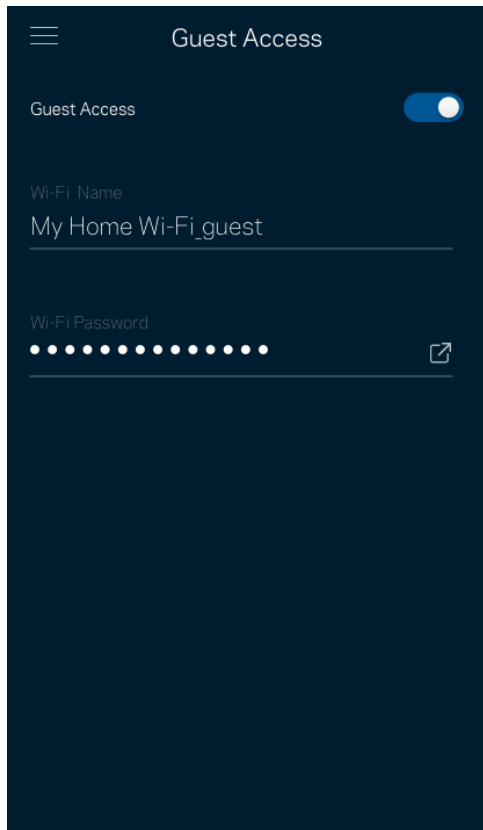 Guest Access
Guest Access
Wi-Fi Name
My Home Wi-Fi_guest
Wi-Fi Password
••••••••••••••